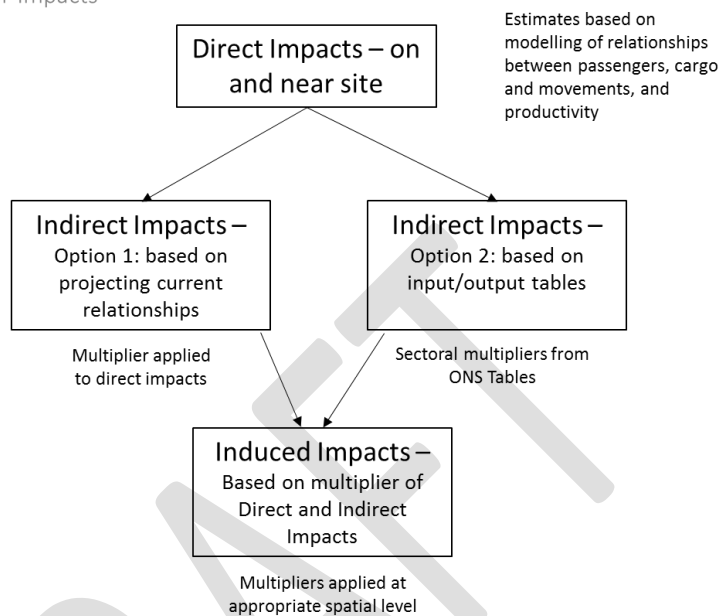 Impacts
Direct Impacts – on
and near site
Estimates based on
modelling of relationships
between passengers, cargo
and movements, and
productivity
Indirect Impacts –
Option 1: based on
projecting current
relationships
Indirect Impacts –
Option 2: based on
input/output tables
Multiplier applied
to direct impacts
Sectoral multipliers from
ONS Tables
Induced Impacts –
Based on multiplier of
Direct and Indirect
Impacts
Multipliers applied at
appropriate spatial level